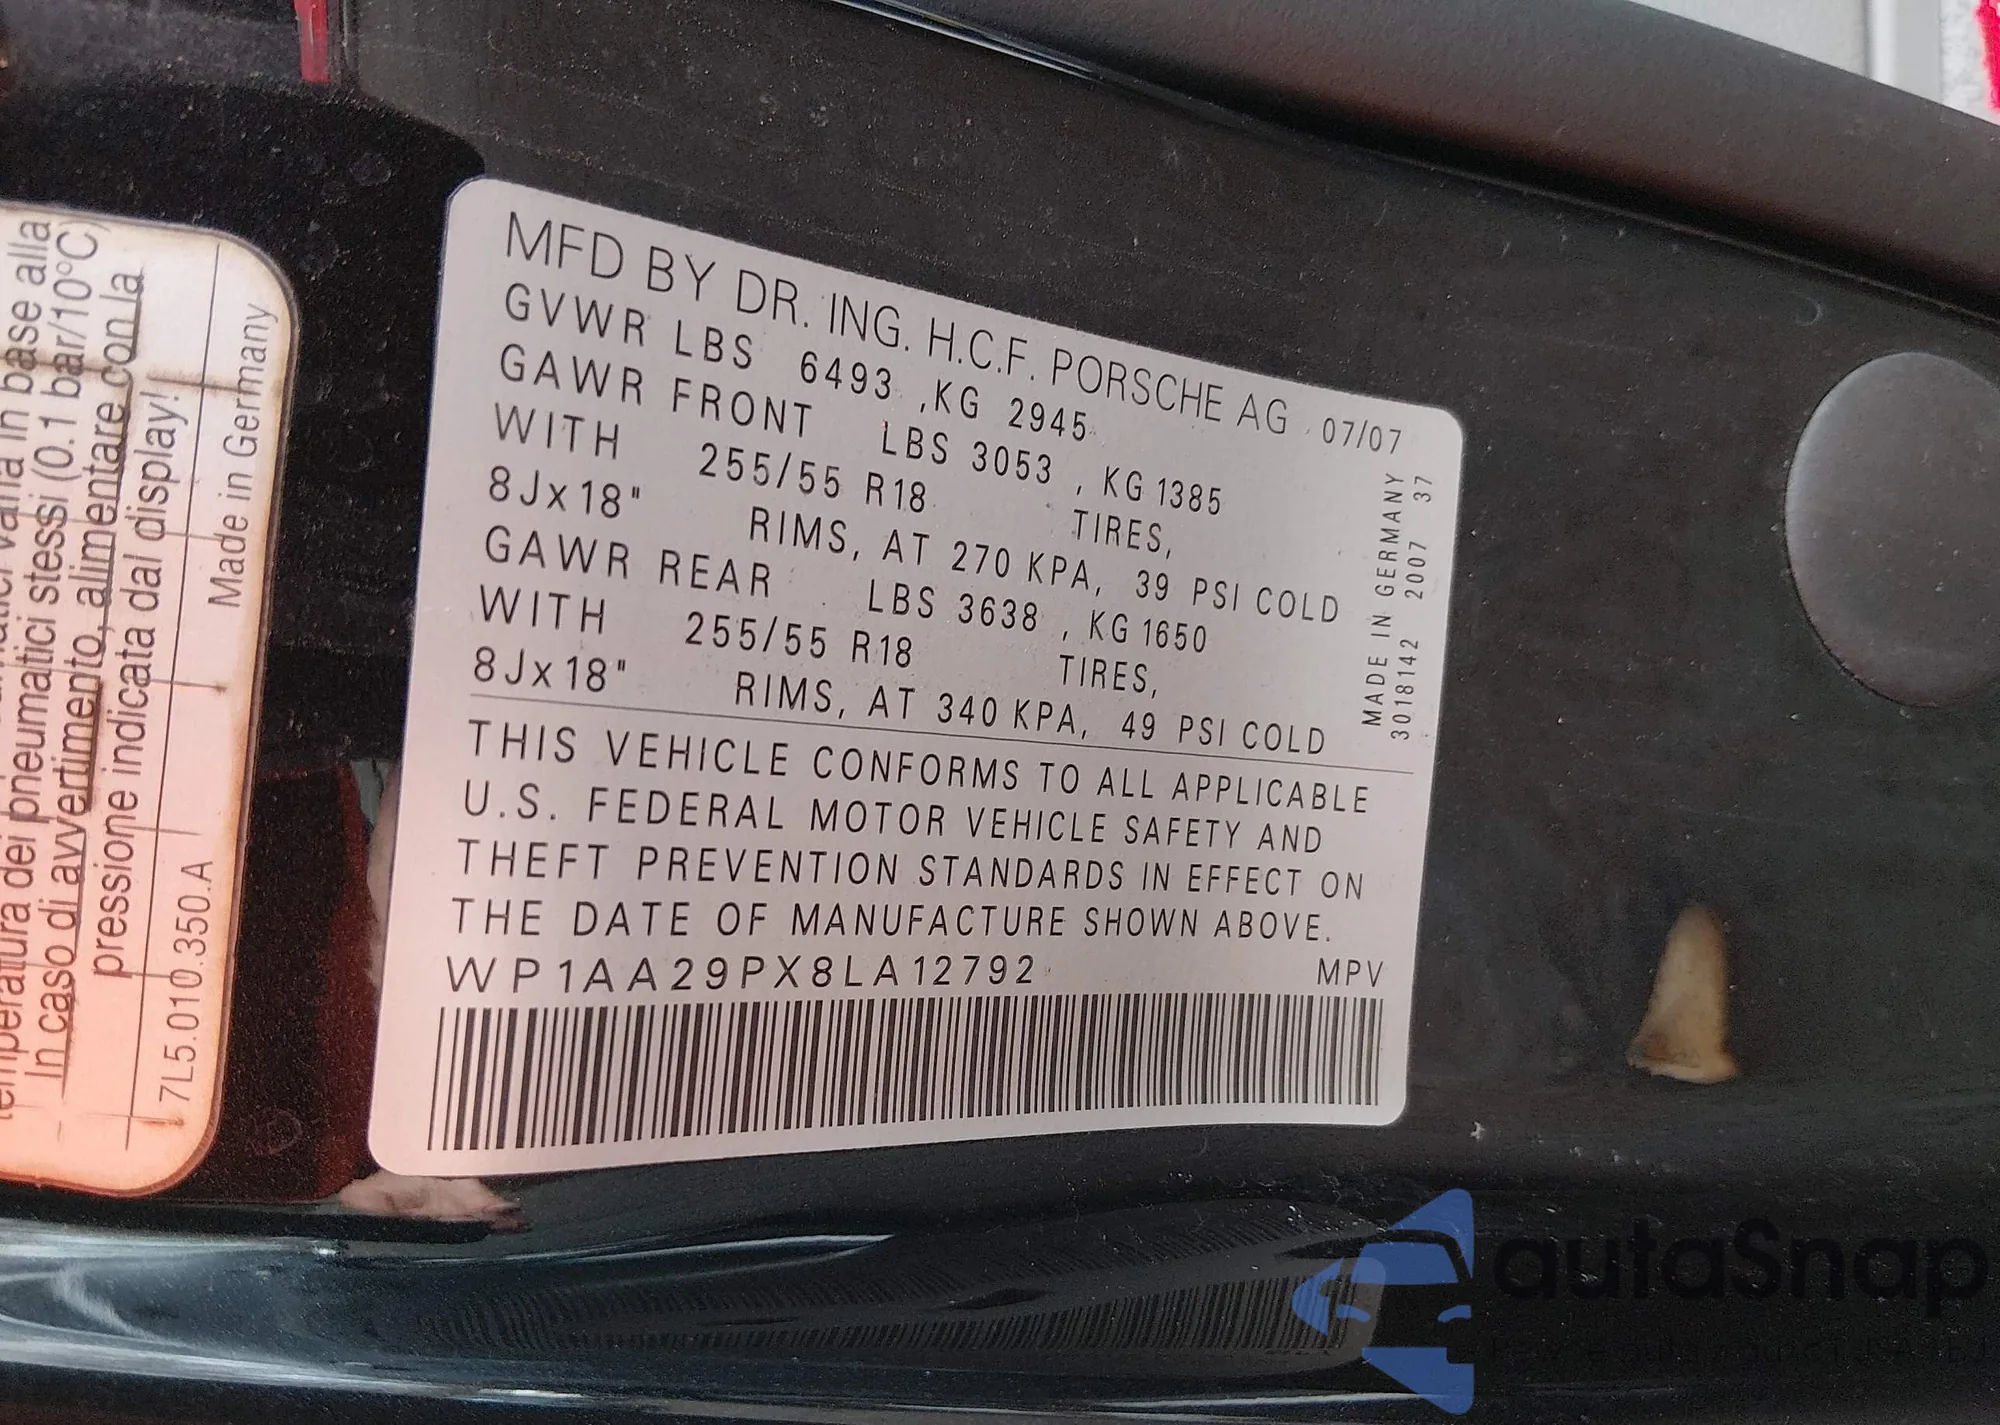 MFD BY DR. ING. H.C.F. PORSCHE AG 07/07
GVWR LBS 6493 ,KG 2945
GAWR FRONT LBS 3053 , KG 1385
WITH 255/55 R18 TIRES,
8Jx18" RIMS, AT 270 KPA, 39 PSI COLD
GAWR REAR LBS 3638 , KG 1650
WITH 255/55 R18 TIRES,
8Jx18" RIMS, AT 340 KPA, 49 PSI COLD
MADE IN GERMANY
3018142 2007 37
THIS VEHICLE CONFORMS TO ALL APPLICABLE
U.S. FEDERAL MOTOR VEHICLE SAFETY AND
THEFT PREVENTION STANDARDS IN EFFECT ON
THE DATE OF MANUFACTURE SHOWN ABOVE.
WP1AA29PX8LA12792 MPV
temperatura dei pneumatici stessi (0.1 bar/10°C)
In caso di avvertimento, alimentare con la
pressione indicata dal display!
7L5.010.350.A Made in Germany
autaSnap